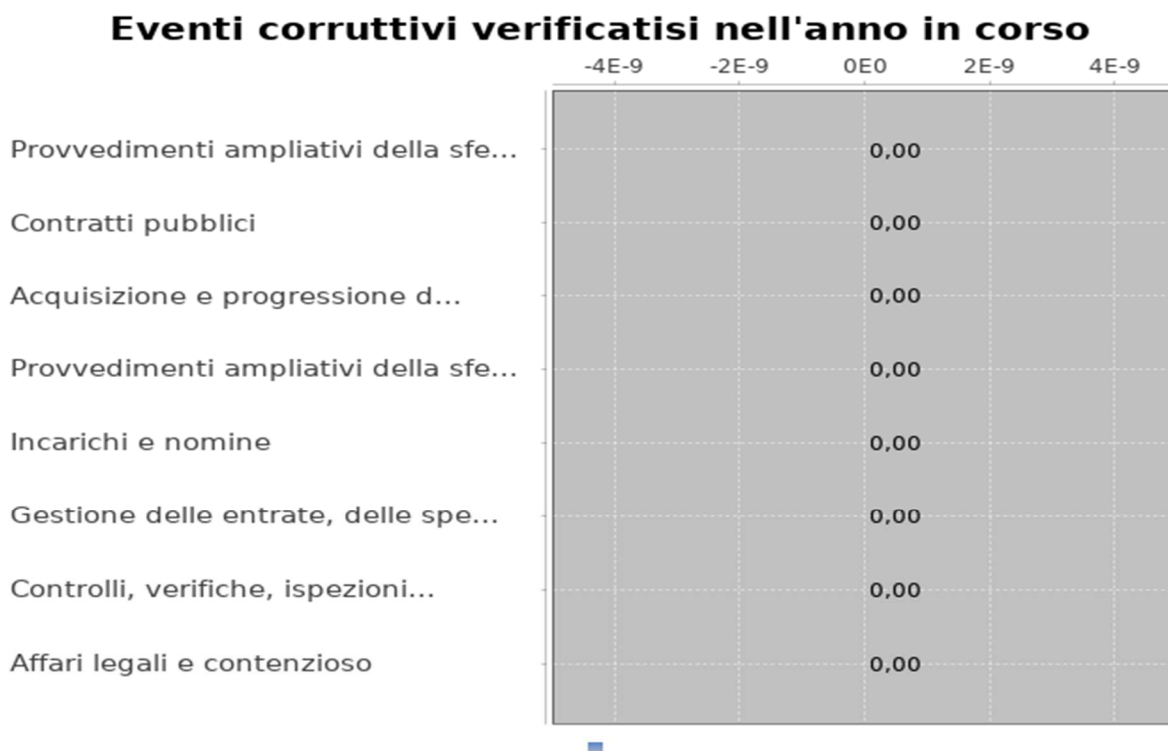 Eventi corruttivi verificatisi nell'anno in corso
-4E-9 -2E-9 0E0 2E-9 4E-9
Provvedimenti ampliativi della sfe... 0,00
Contratti pubblici 0,00
Acquisizione e progressione d... 0,00
Provvedimenti ampliativi della sfe... 0,00
Incarichi e nomine 0,00
Gestione delle entrate, delle spe... 0,00
Controlli, verifiche, ispezioni... 0,00
Affari legali e contenzioso 0,00